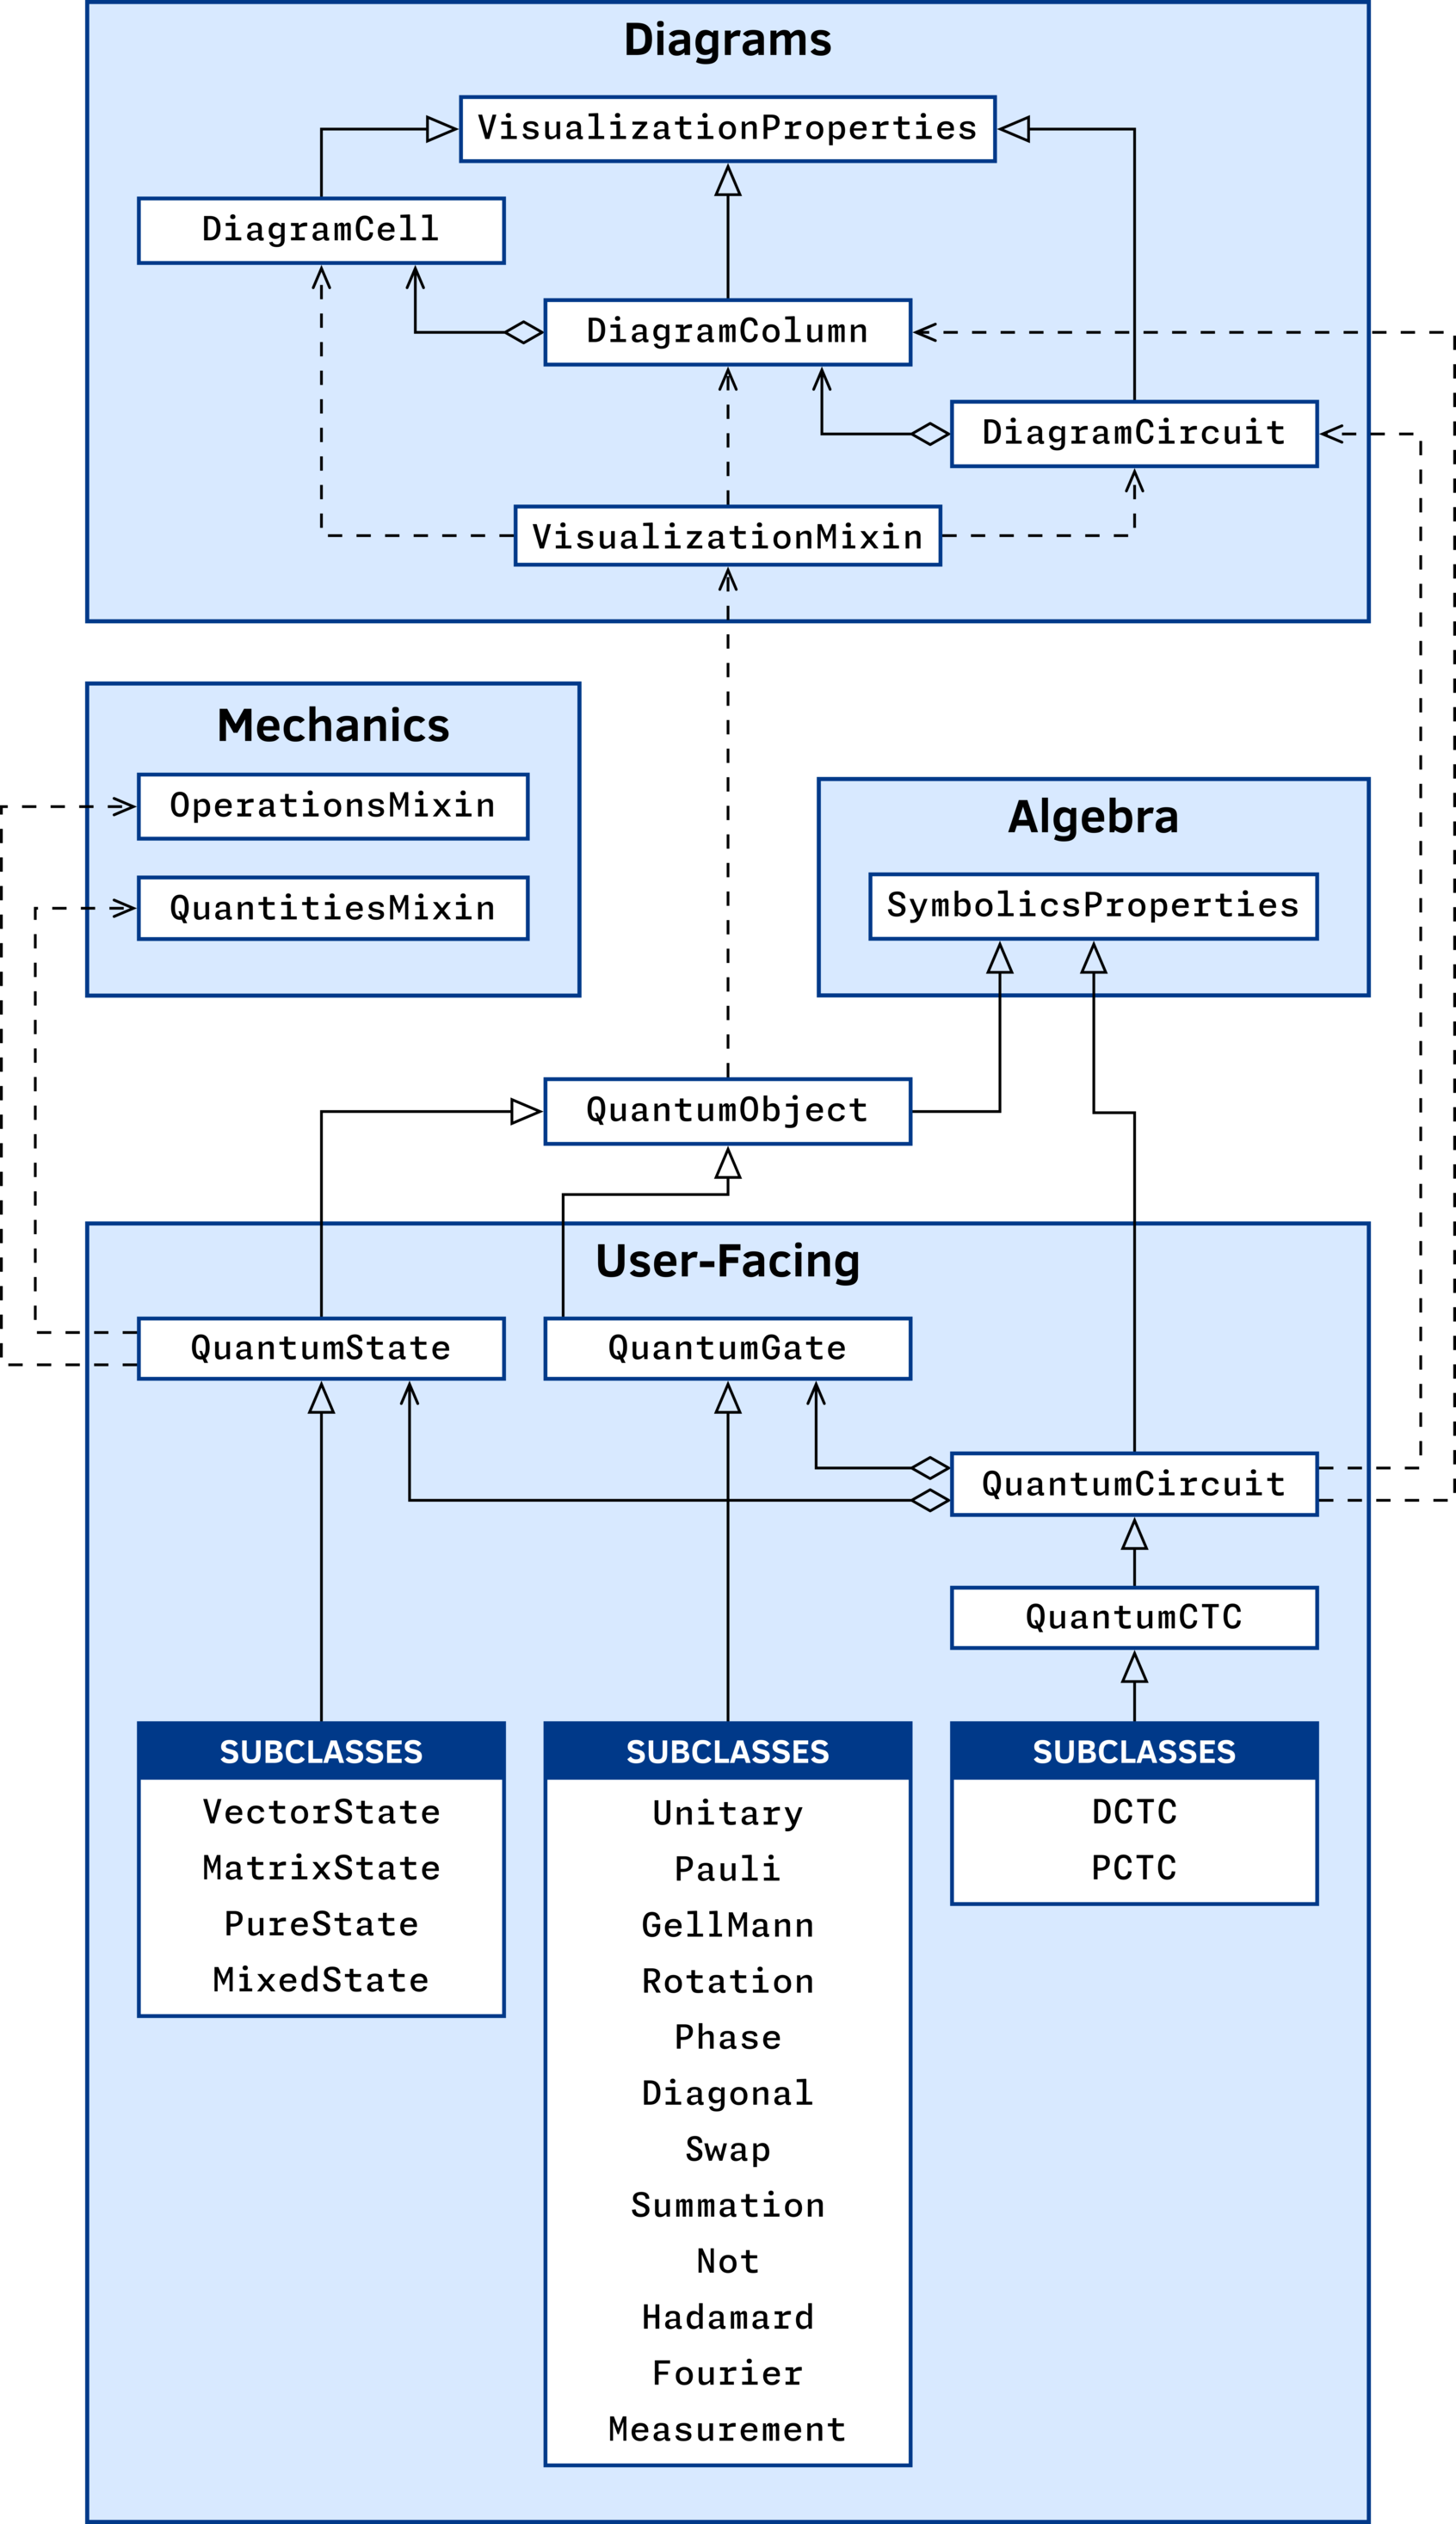 Diagrams
VisualizationProperties
DiagramCell
DiagramColumn
DiagramCircuit
VisualizationMixin
Mechanics
OperationsMixin
QuantitiesMixin
Algebra
SymbolicsProperties
QuantumObject
User-Facing
QuantumState
QuantumGate
QuantumCircuit
QuantumCTC
SUBCLASSES
VectorState
MatrixState
PureState
MixedState
SUBCLASSES
Unitary
Pauli
GellMann
Rotation
Phase
Diagonal
Swap
Summation
Not
Hadamard
Fourier
Measurement
SUBCLASSES
DCTC
PCTC